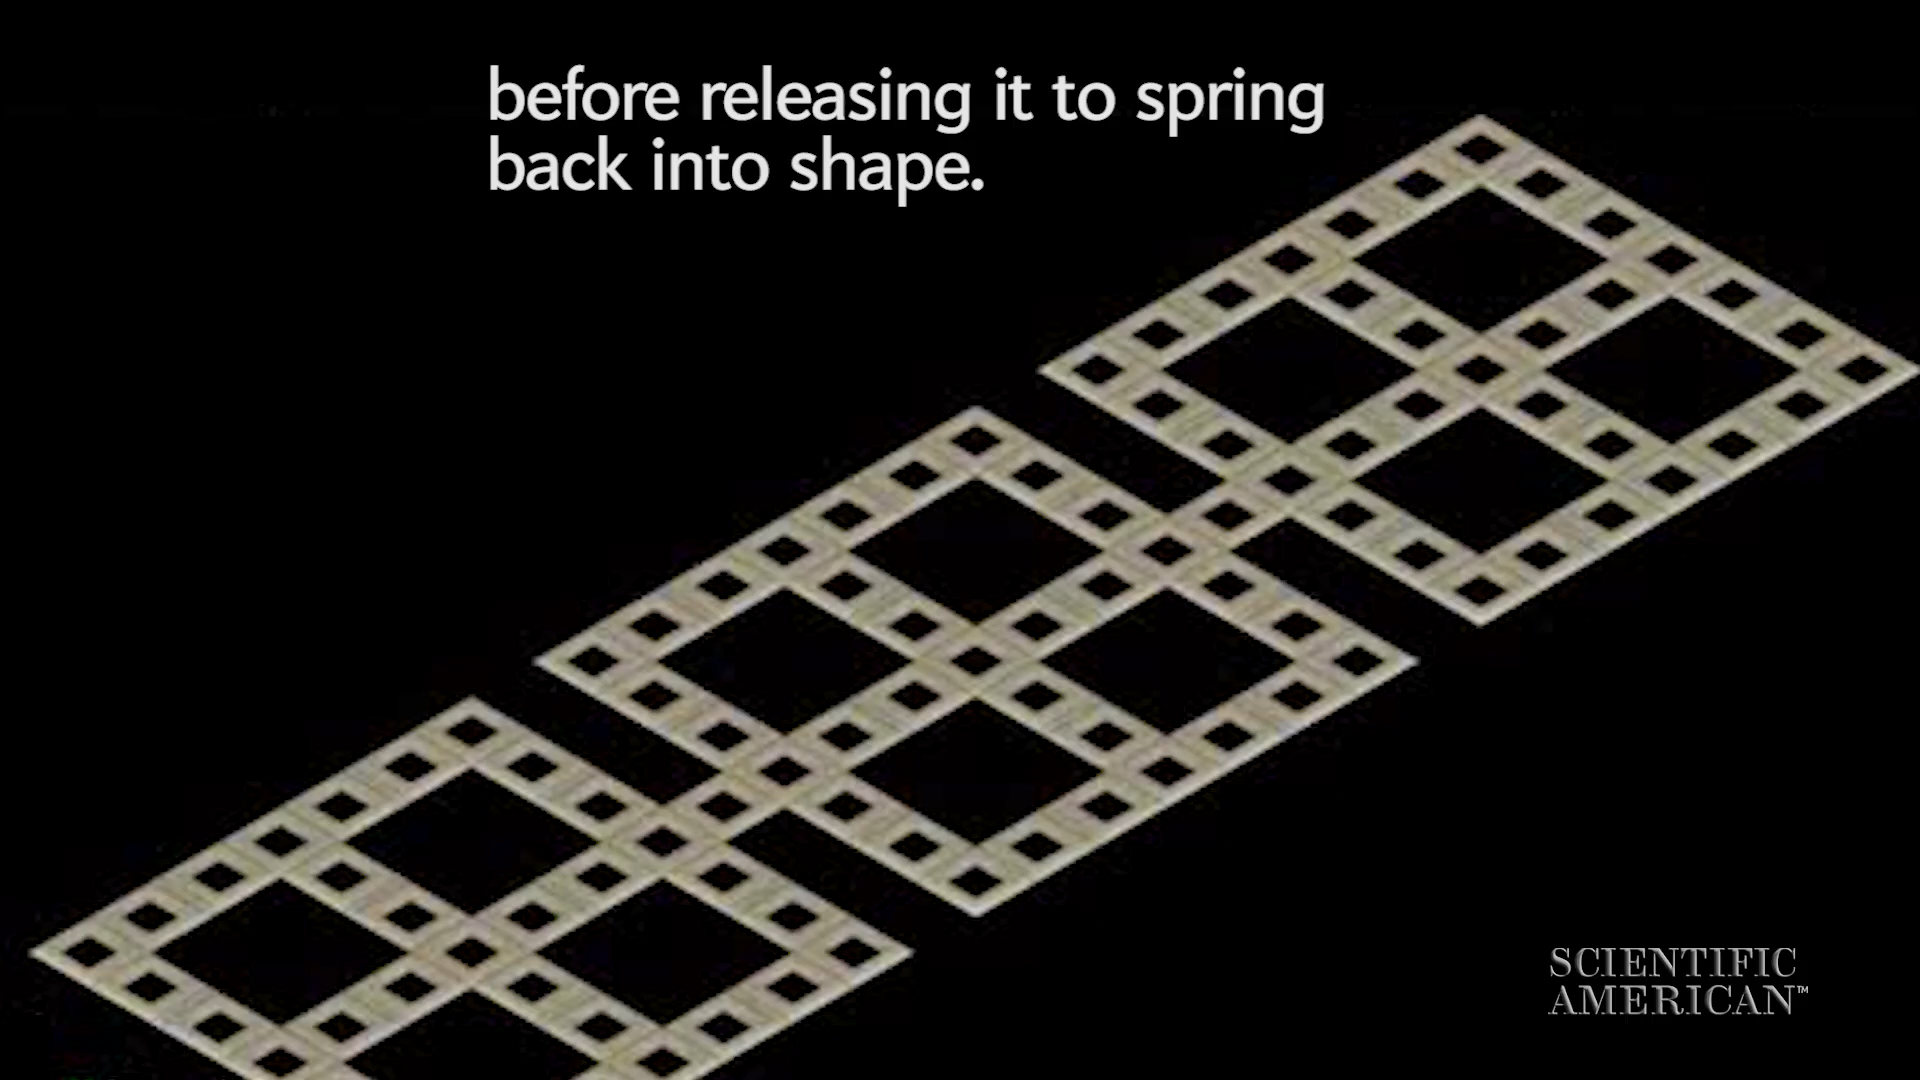 before releasing it to spring
back into shape.
SCIENTIFIC
AMERICAN™